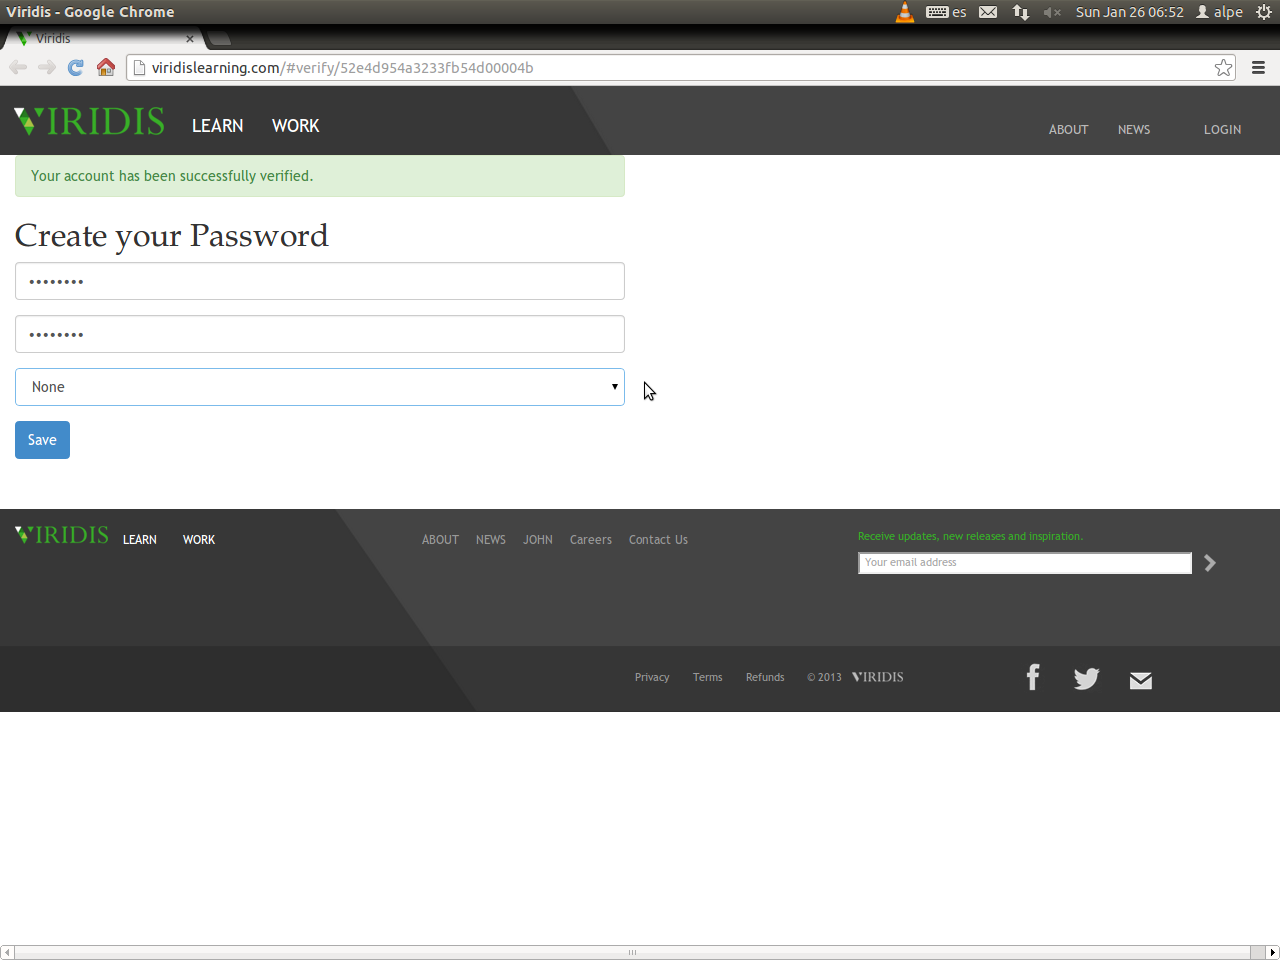 Viridis - Google Chrome
es
Sun Jan 26 06:52
alpe
Viridis
viridislearning.com/#verify/52e4d954a3233fb54d00004b
VIRIDIS
LEARN
WORK
ABOUT
NEWS
LOGIN
Your account has been successfully verified.
Create your Password
None
Save
VIRIDIS
LEARN
WORK
ABOUT
NEWS
JOHN
Careers
Contact Us
Receive updates, new releases and inspiration.
Your email address
Privacy
Terms
Refunds
© 2013
VIRIDIS